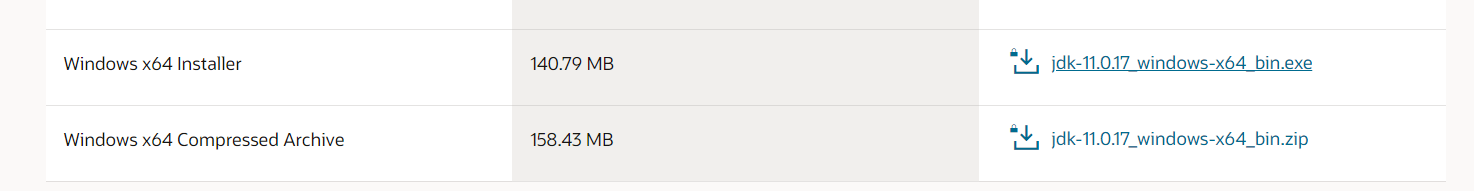 Windows x64 Installer 140.79 MB jdk-11.0.17_windows-x64_bin.exe
Windows x64 Compressed Archive 158.43 MB jdk-11.0.17_windows-x64_bin.zip